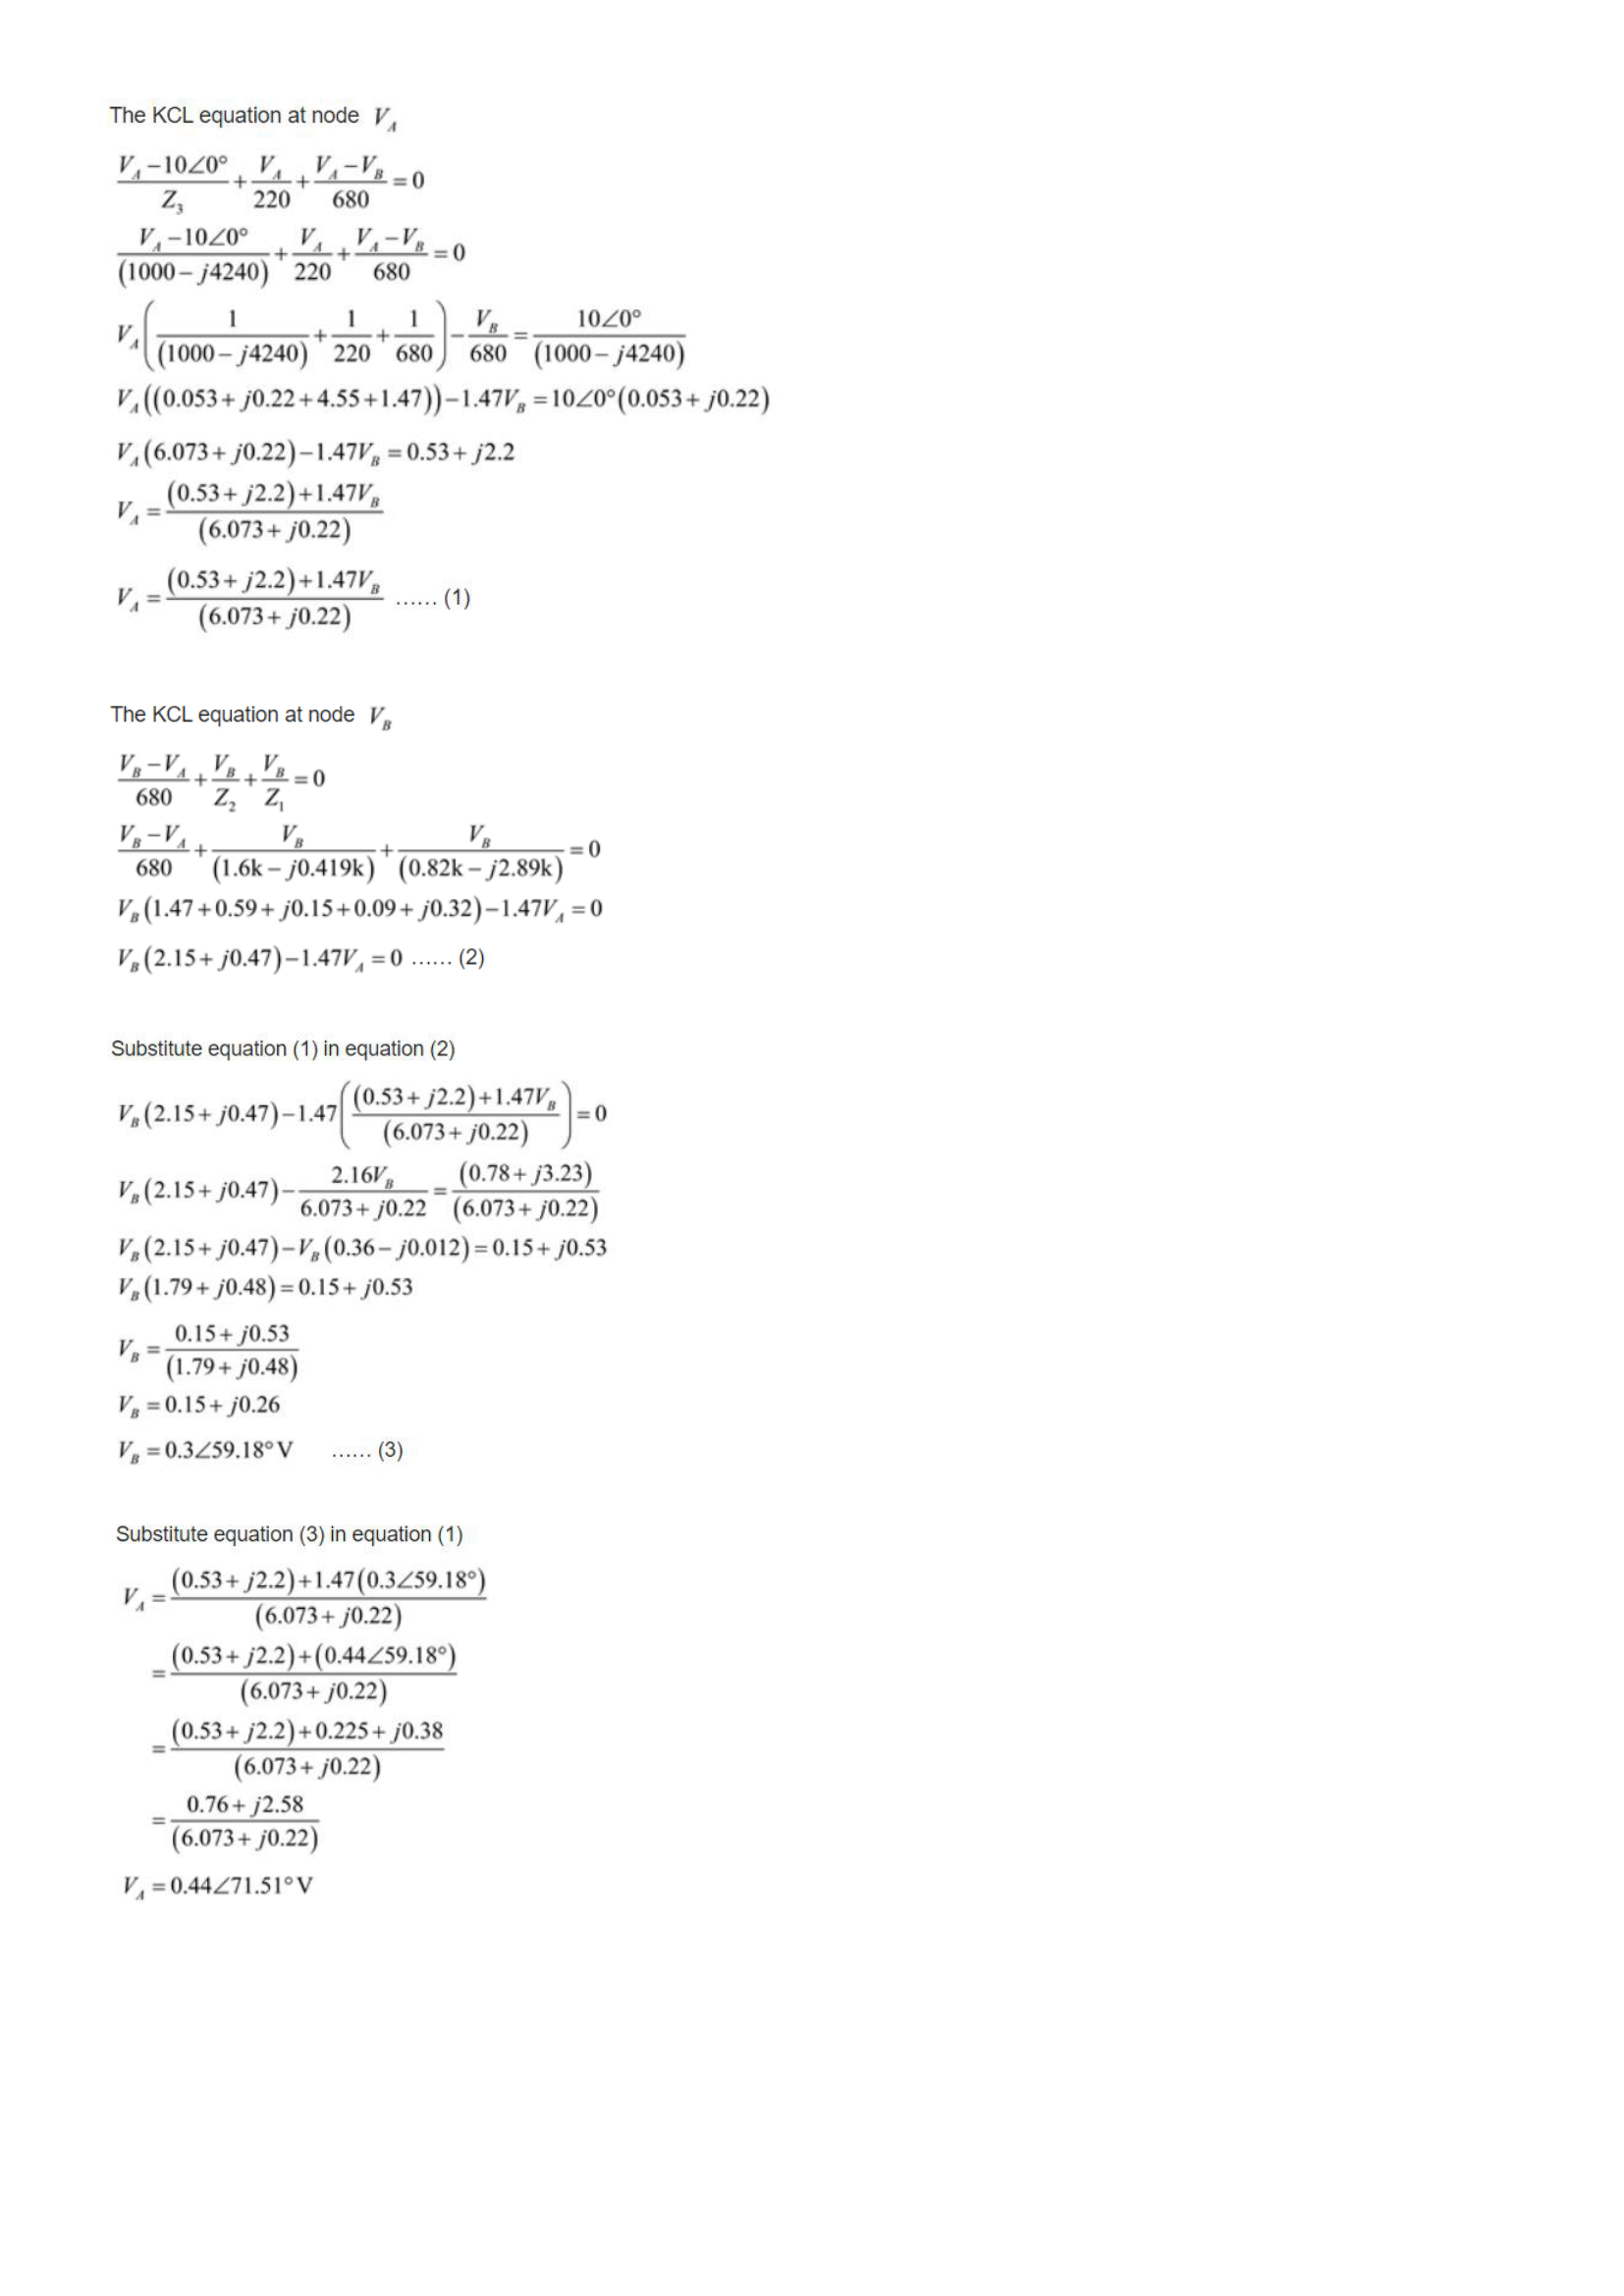 The KCL equation at node V_A
\frac{V_A-10∠0°}{Z_3}+\frac{V_A}{220}+\frac{V_A-V_B}{680}=0
\frac{V_A-10∠0°}{(1000-j4240)}+\frac{V_A}{220}+\frac{V_A-V_B}{680}=0
V_A\left(\frac{1}{(1000-j4240)}+\frac{1}{220}+\frac{1}{680}\right)-\frac{V_B}{680}=\frac{10∠0°}{(1000-j4240)}
V_A((0.053+j0.22+4.55+1.47))-1.47V_B=10∠0°(0.053+j0.22)
V_A(6.073+j0.22)-1.47V_B=0.53+j2.2
V_A=\frac{(0.53+j2.2)+1.47V_B}{(6.073+j0.22)}
V_A=\frac{(0.53+j2.2)+1.47V_B}{(6.073+j0.22)} ...... (1)
The KCL equation at node V_B
\frac{V_B-V_A}{680}+\frac{V_B}{Z_2}+\frac{V_B}{Z_1}=0
\frac{V_B-V_A}{680}+\frac{V_B}{(1.6k-j0.419k)}+\frac{V_B}{(0.82k-j2.89k)}=0
V_B(1.47+0.59+j0.15+0.09+j0.32)-1.47V_A=0
V_B(2.15+j0.47)-1.47V_A=0 ...... (2)
Substitute equation (1) in equation (2)
V_B(2.15+j0.47)-1.47\left(\frac{(0.53+j2.2)+1.47V_B}{(6.073+j0.22)}\right)=0
V_B(2.15+j0.47)-\frac{2.16V_B}{6.073+j0.22}=\frac{(0.78+j3.23)}{(6.073+j0.22)}
V_B(2.15+j0.47)-V_B(0.36-j0.012)=0.15+j0.53
V_B(1.79+j0.48)=0.15+j0.53
V_B=\frac{0.15+j0.53}{(1.79+j0.48)}
V_B=0.15+j0.26
V_B=0.3∠59.18°V ...... (3)
Substitute equation (3) in equation (1)
V_A=\frac{(0.53+j2.2)+1.47(0.3∠59.18°)}{(6.073+j0.22)}
=\frac{(0.53+j2.2)+(0.44∠59.18°)}{(6.073+j0.22)}
=\frac{(0.53+j2.2)+0.225+j0.38}{(6.073+j0.22)}
=\frac{0.76+j2.58}{(6.073+j0.22)}
V_A=0.44∠71.51°V